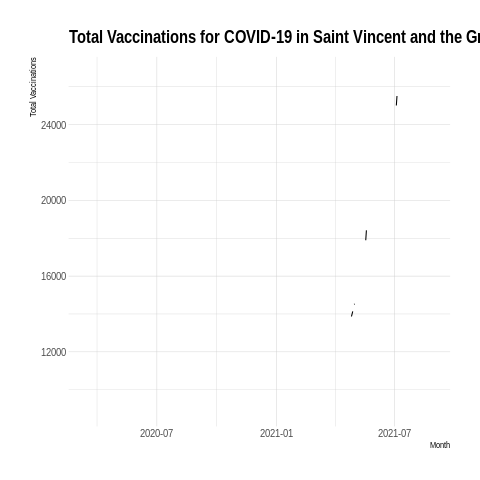 Total Vaccinations for COVID-19 in Saint Vincent and the Gr
Total Vaccinations
24000
20000
16000
12000
2020-07 2021-01 2021-07
Month